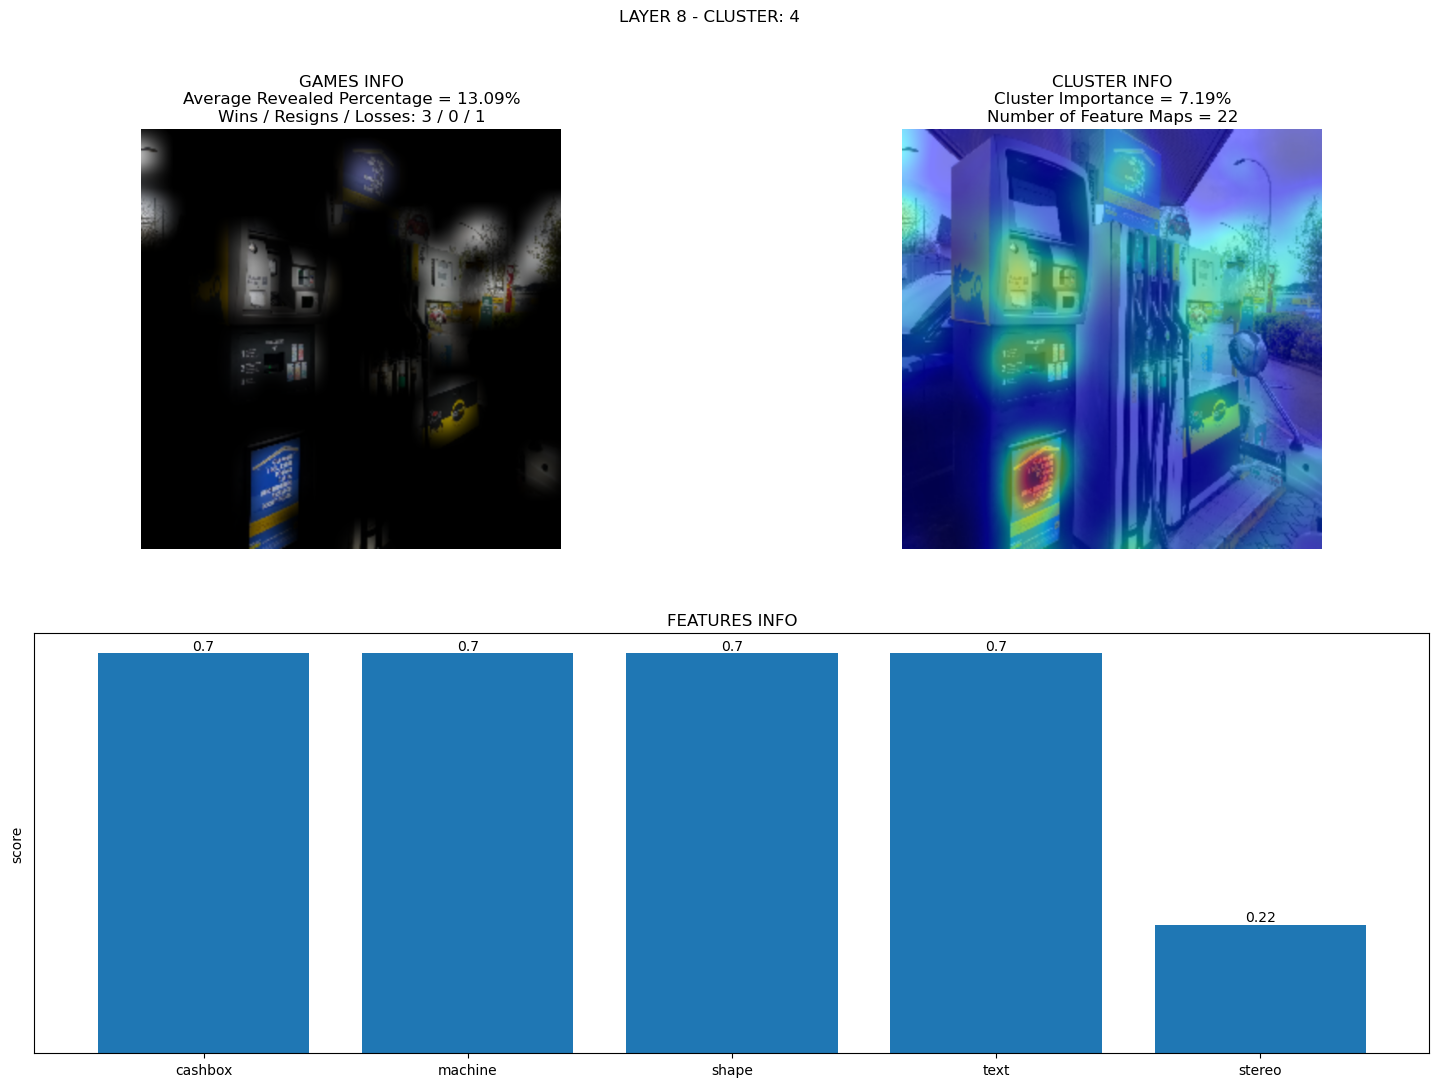 LAYER 8 - CLUSTER: 4
GAMES INFO
Average Revealed Percentage = 13.09%
Wins / Resigns / Losses: 3 / 0 / 1
CLUSTER INFO
Cluster Importance = 7.19%
Number of Feature Maps = 22
FEATURES INFO
score
0.7
0.7
0.7
0.7
0.22
cashbox
machine
shape
text
stereo